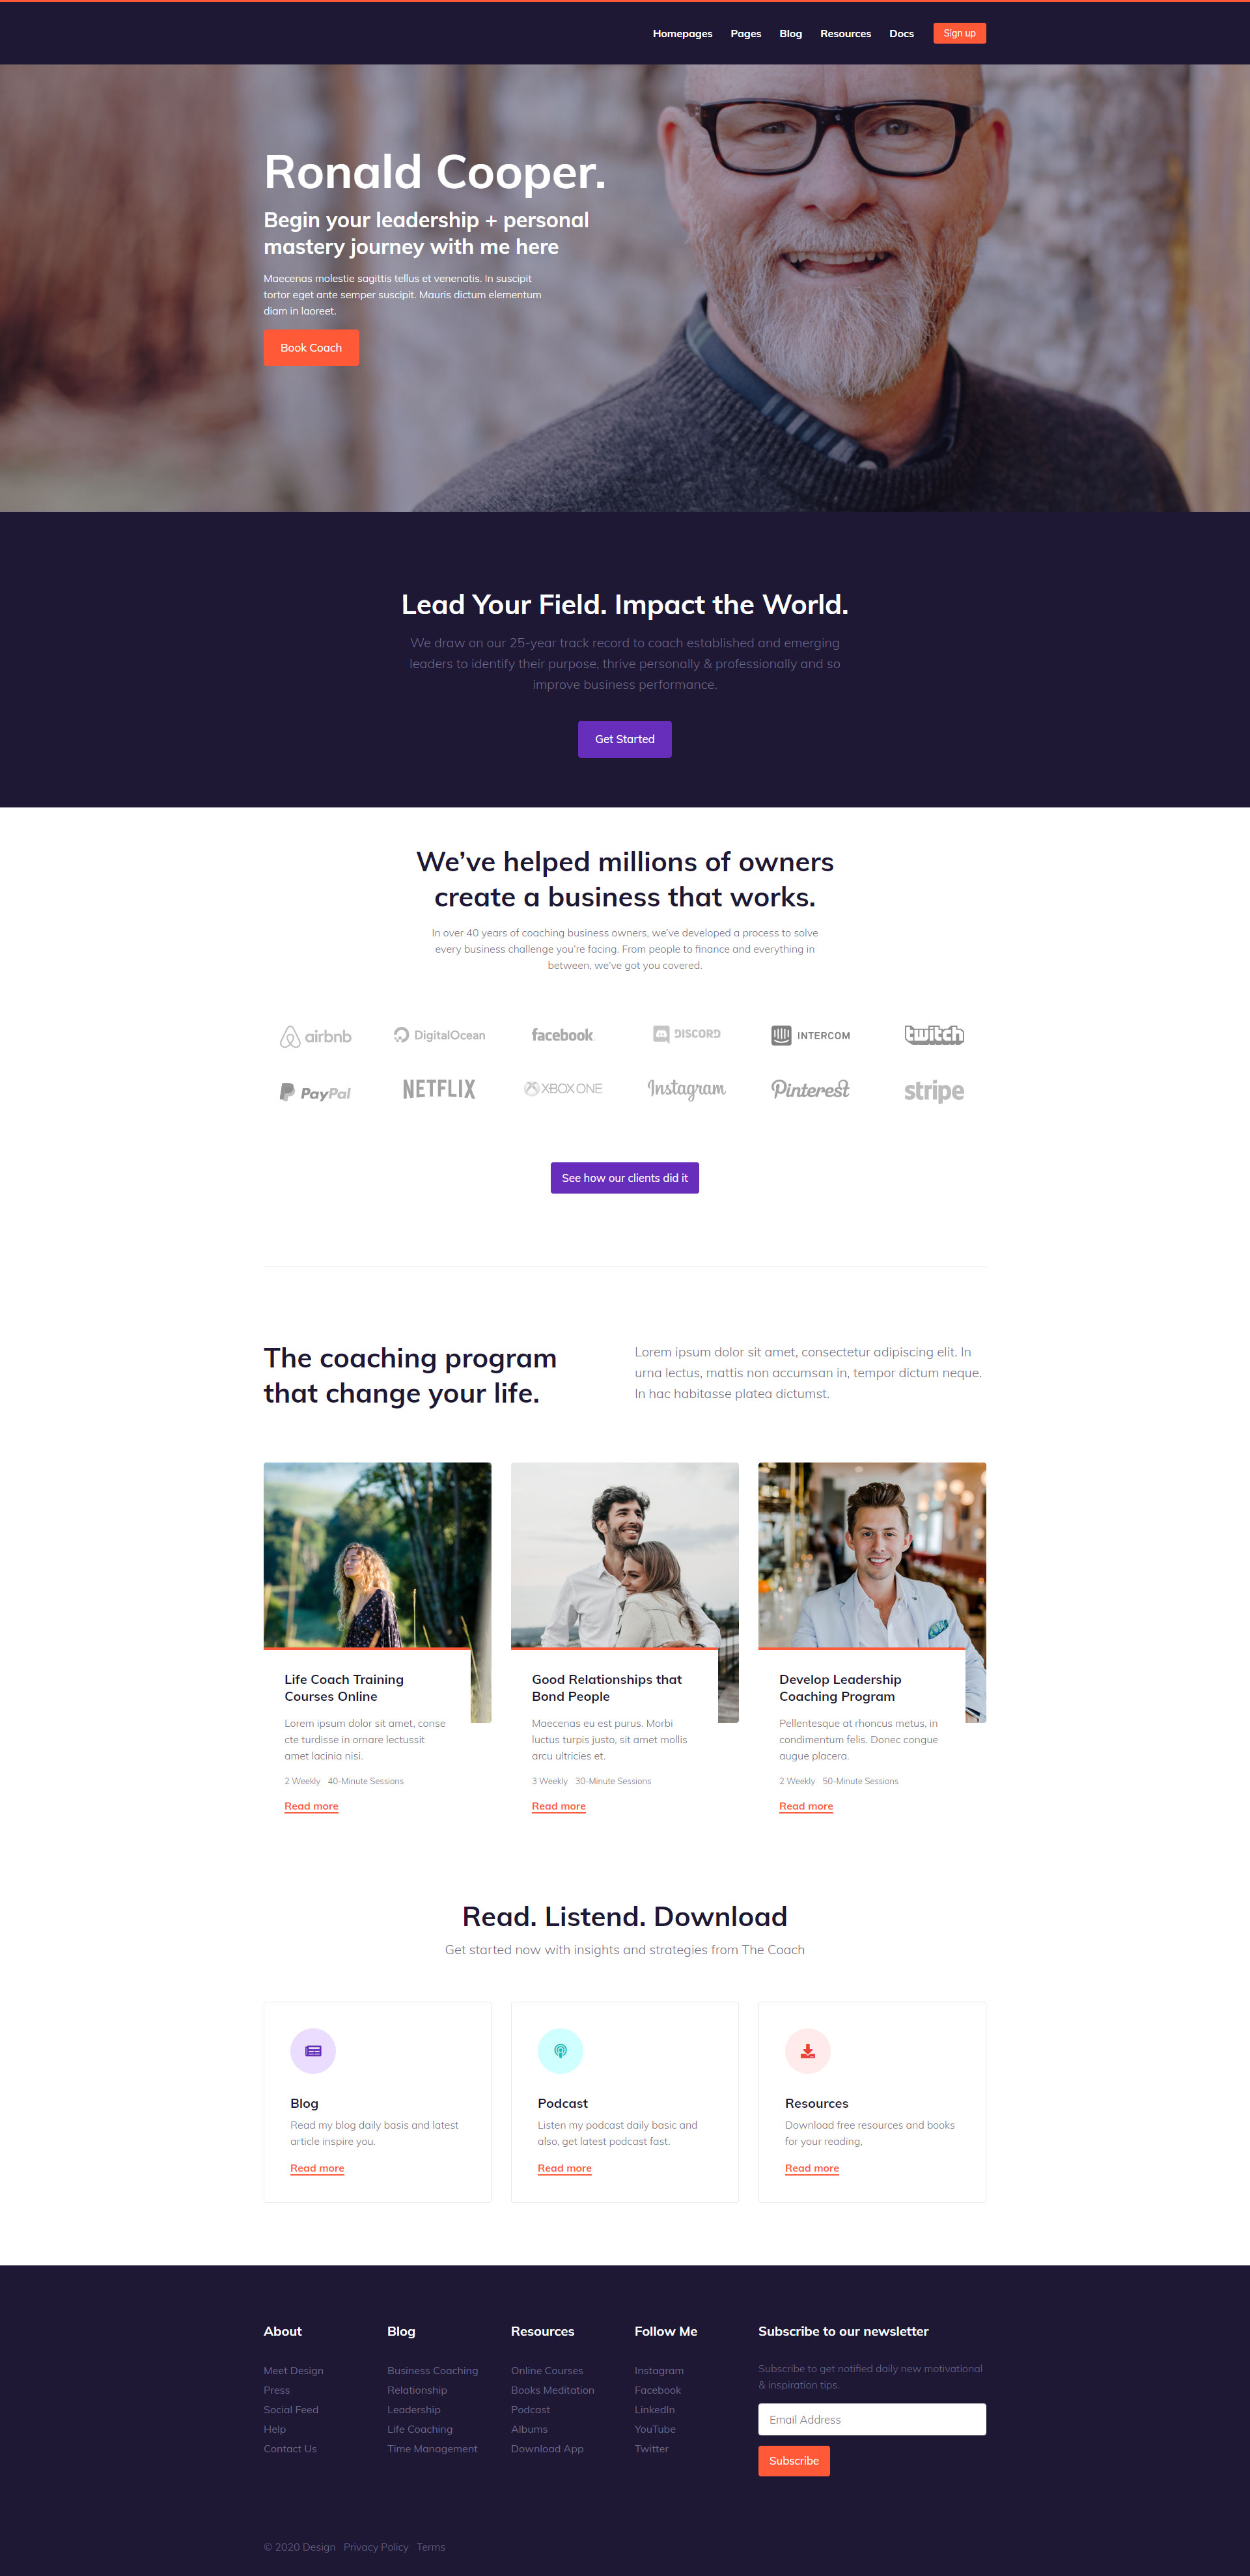 Homepages Pages Blog Resources Docs Sign up
Ronald Cooper.
Begin your leadership + personal
mastery journey with me here
Maecenas molestie sagittis tellus et venenatis. In suscipit
tortor eget ante semper suscipit. Mauris dictum elementum
diam in laoreet.
Book Coach
Lead Your Field. Impact the World.
We draw on our 25-year track record to coach established and emerging
leaders to identify their purpose, thrive personally & professionally and so
improve business performance.
Get Started
We’ve helped millions of owners
create a business that works.
In over 40 years of coaching business owners, we've developed a process to solve
every business challenge you're facing. From people to finance and everything in
between, we've got you covered.
airbnb DigitalOcean facebook DISCORD INTERCOM twitch
PayPal NETFLIX XBOX ONE Instagram Pinterest stripe
See how our clients did it
The coaching program
that change your life.
Lorem ipsum dolor sit amet, consectetur adipiscing elit. In
urna lectus, mattis non accumsan in, tempor dictum neque.
In hac habitasse platea dictumst.
Life Coach Training
Courses Online
Lorem ipsum dolor sit amet, conse
cte turdisse in ornare lectussit
amet lacinia nisi.
2 Weekly 40-Minute Sessions
Read more
Good Relationships that
Bond People
Maecenas eu est purus. Morbi
luctus turpis justo, sit amet mollis
arcu ultricies et.
3 Weekly 30-Minute Sessions
Read more
Develop Leadership
Coaching Program
Pellentesque at rhoncus metus, in
condimentum felis. Donec congue
augue placera.
2 Weekly 50-Minute Sessions
Read more
Read. Listend. Download
Get started now with insights and strategies from The Coach
Blog
Read my blog daily basis and latest
article inspire you.
Read more
Podcast
Listen my podcast daily basic and
also, get latest podcast fast.
Read more
Resources
Download free resources and books
for your reading,
Read more
About
Meet Design
Press
Social Feed
Help
Contact Us
Blog
Business Coaching
Relationship
Leadership
Life Coaching
Time Management
Resources
Online Courses
Books Meditation
Podcast
Albums
Download App
Follow Me
Instagram
Facebook
LinkedIn
YouTube
Twitter
Subscribe to our newsletter
Subscribe to get notified daily new motivational
& inspiration tips.
Email Address
Subscribe
© 2020 Design Privacy Policy Terms